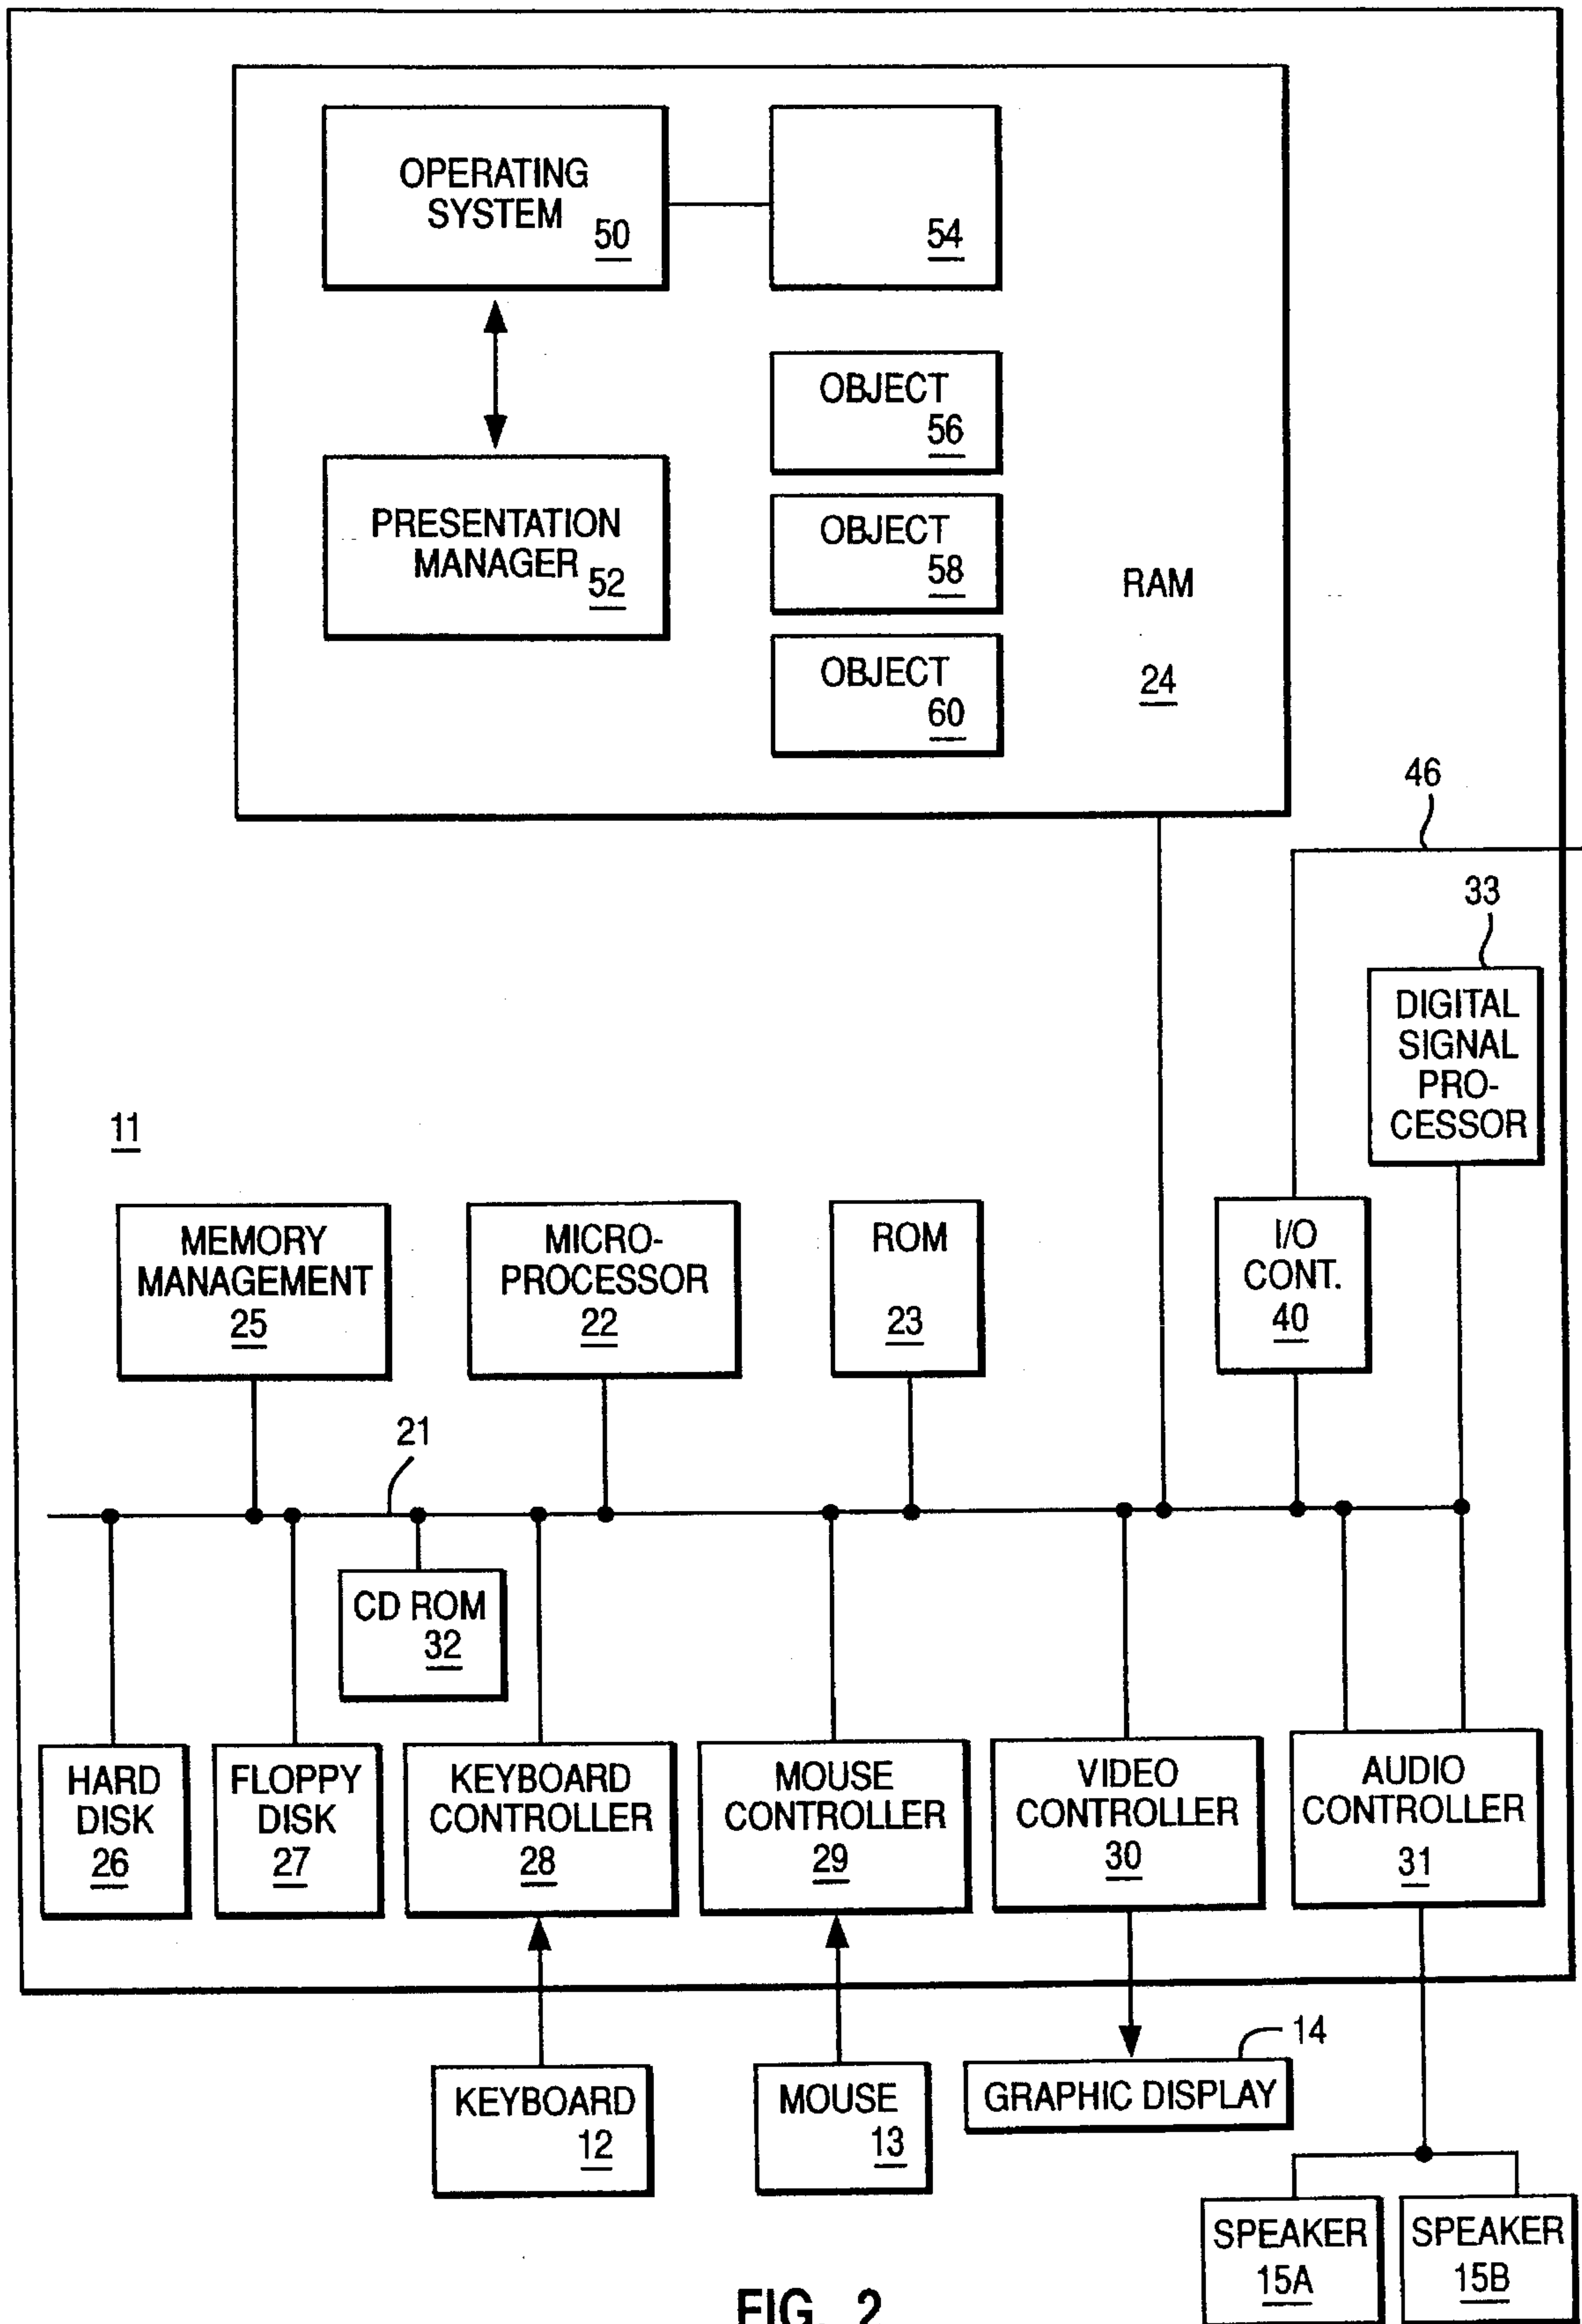 OPERATING
SYSTEM
50
54
OBJECT
56
PRESENTATION
MANAGER
52
OBJECT
58
RAM
24
OBJECT
60
46
33
DIGITAL
SIGNAL
PRO-
CESSOR
11
MEMORY
MANAGEMENT
25
MICRO-
PROCESSOR
22
ROM
23
I/O
CONT.
40
21
CD ROM
32
HARD
DISK
26
FLOPPY
DISK
27
KEYBOARD
CONTROLLER
28
MOUSE
CONTROLLER
29
VIDEO
CONTROLLER
30
AUDIO
CONTROLLER
31
KEYBOARD
12
MOUSE
13
14
GRAPHIC DISPLAY
SPEAKER
15A
SPEAKER
15B
FIG. 2